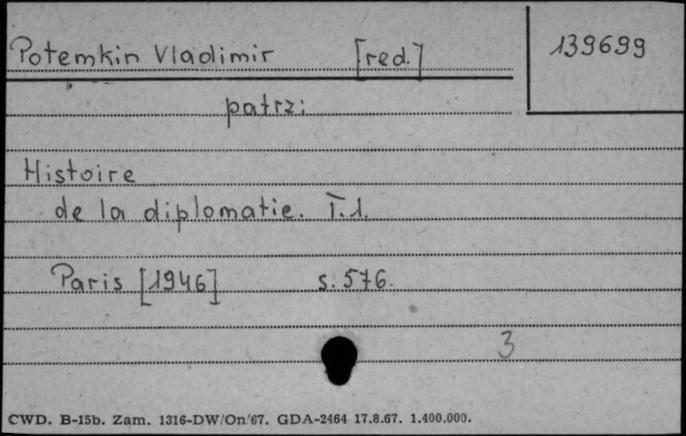 Potemkin Vladimir [red.] 139699
patrz:
Histoire
de la diplomatie. T.1.
Paris [1946] s. 576.
3
CWD. B-15b. Zam. 1316-DW/On/67. GDA-2464 17.8.67. 1.400.000.